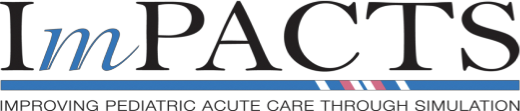 ImPACTS
IMPROVING PEDIATRIC ACUTE CARE THROUGH SIMULATION